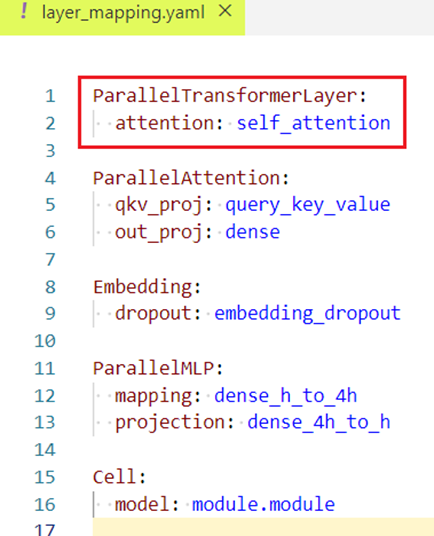 ! layer_mapping.yaml ×
1 ParallelTransformerLayer:
2   attention: self_attention
3
4 ParallelAttention:
5   qkv_proj: query_key_value
6   out_proj: dense
7
8 Embedding:
9   dropout: embedding_dropout
10
11 ParallelMLP:
12   mapping: dense_h_to_4h
13   projection: dense_4h_to_h
14
15 Cell:
16   model: module.module
17